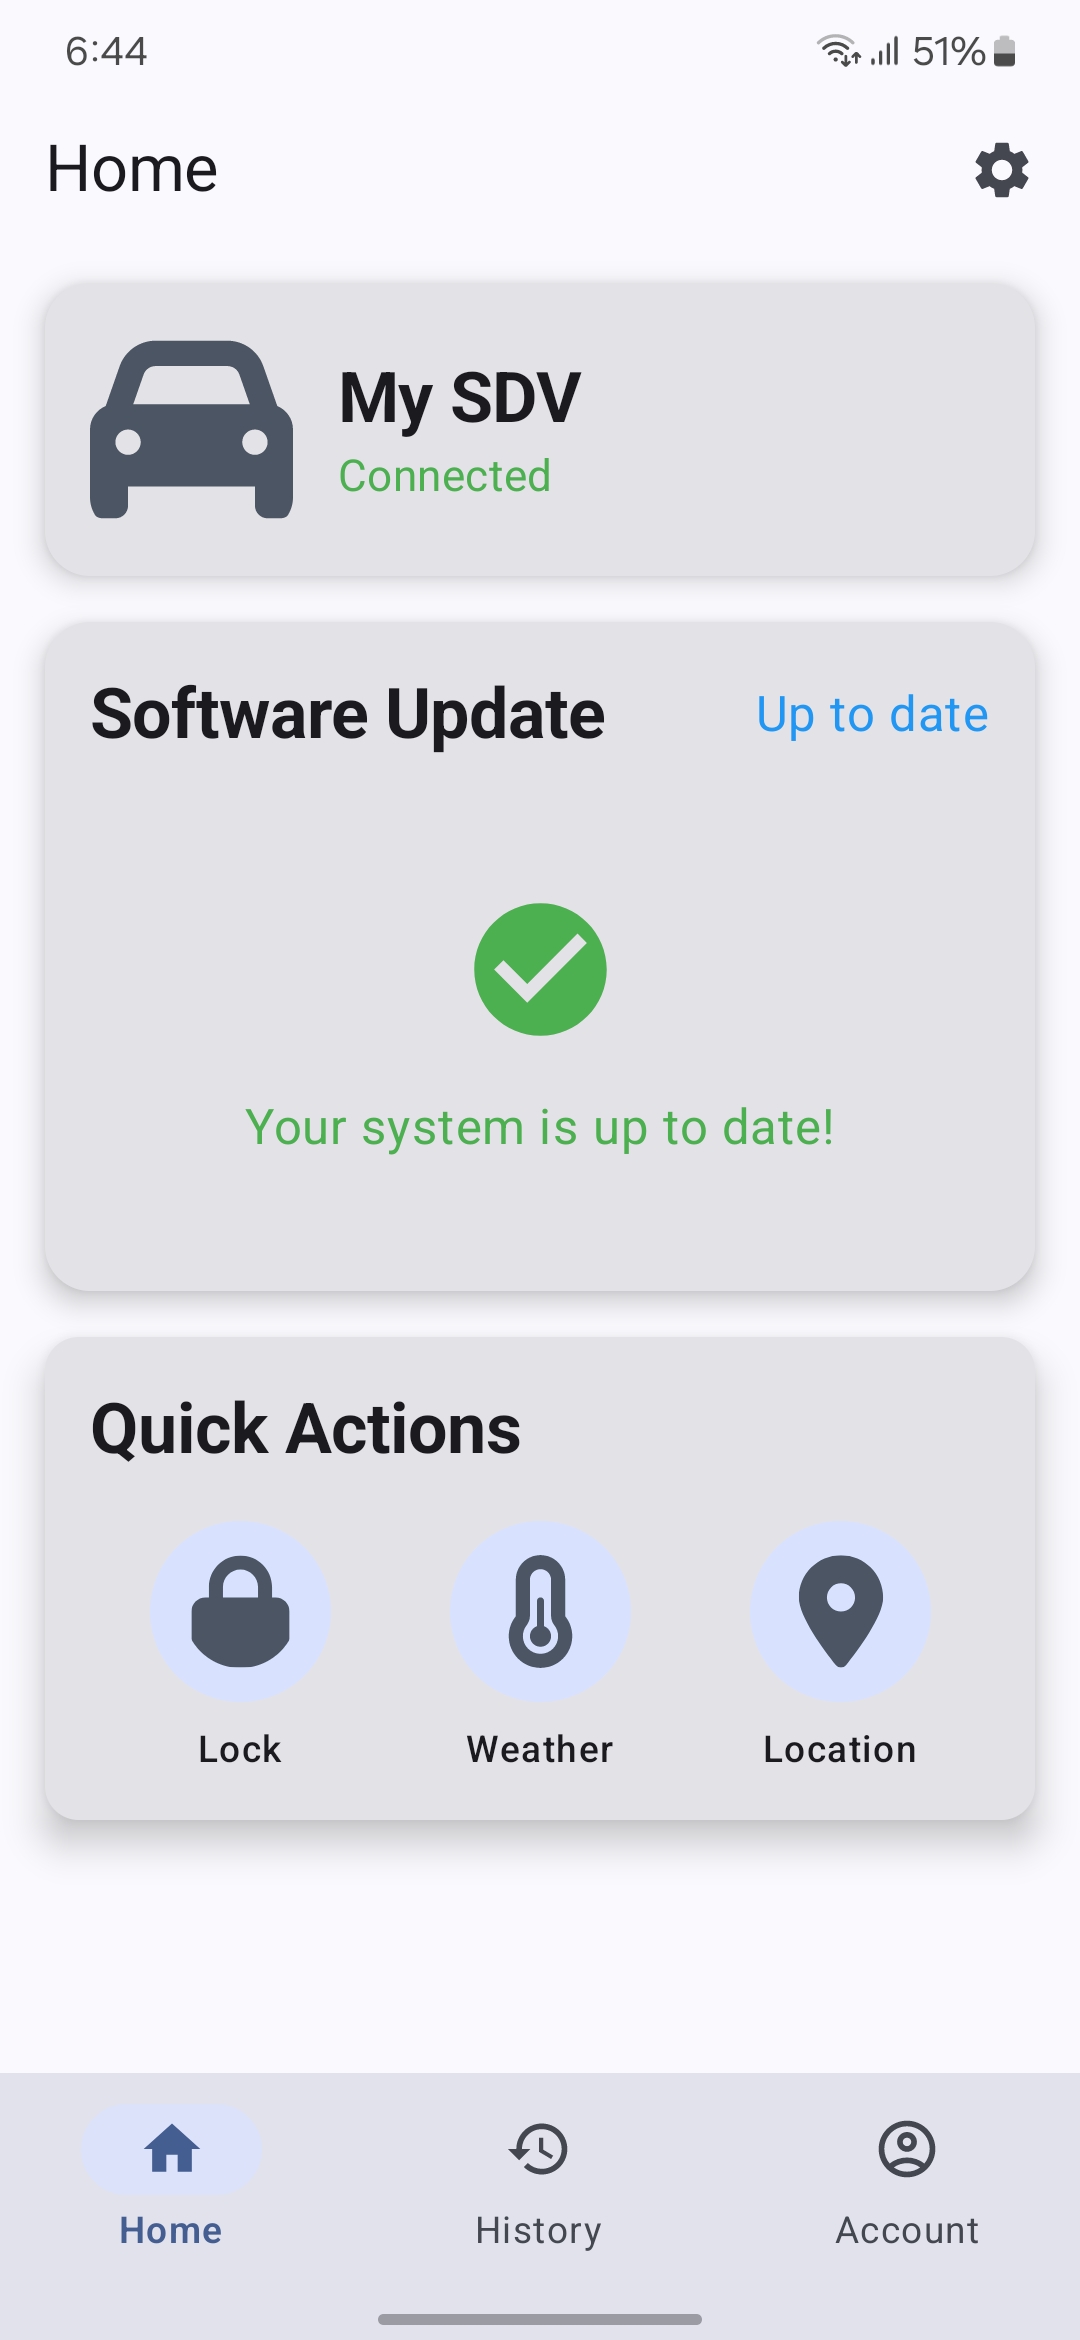 6:44
51%
Home
My SDV
Connected
Software Update
Up to date
Your system is up to date!
Quick Actions
Lock
Weather
Location
Home
History
Account